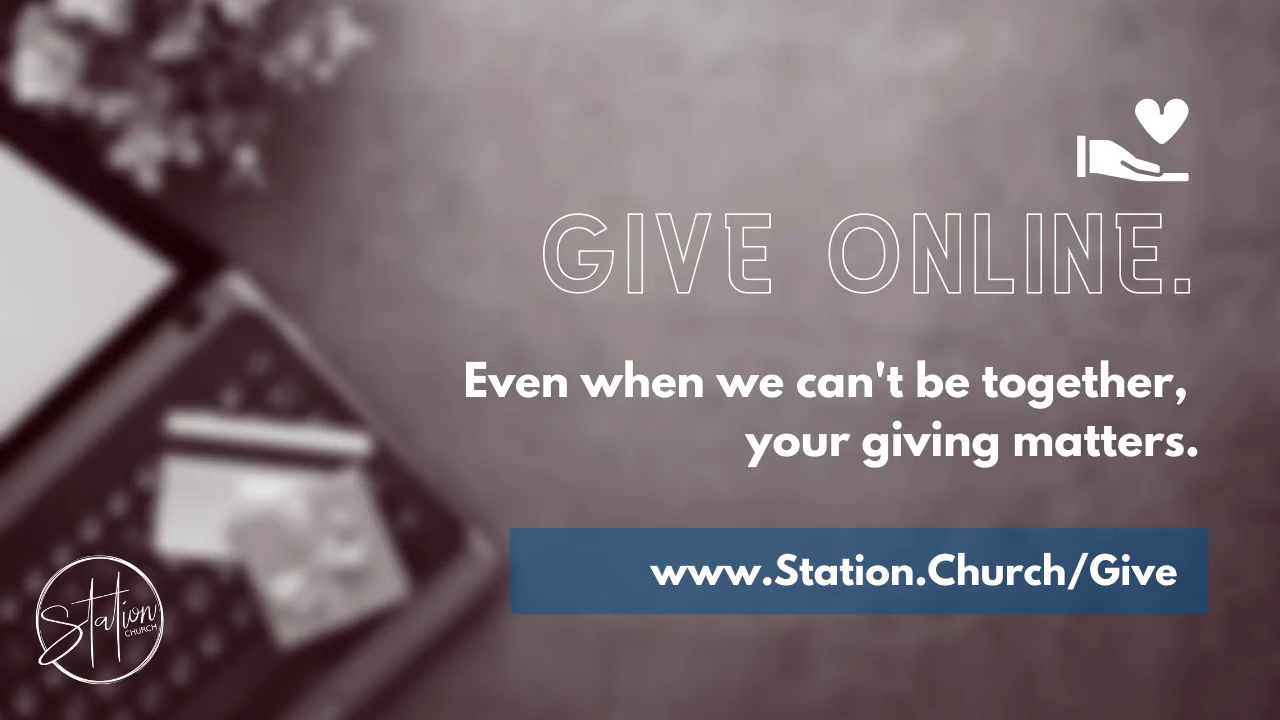 GIVE ONLINE.
Even when we can't be together,
your giving matters.
www.Station.Church/Give
Station
CHURCH